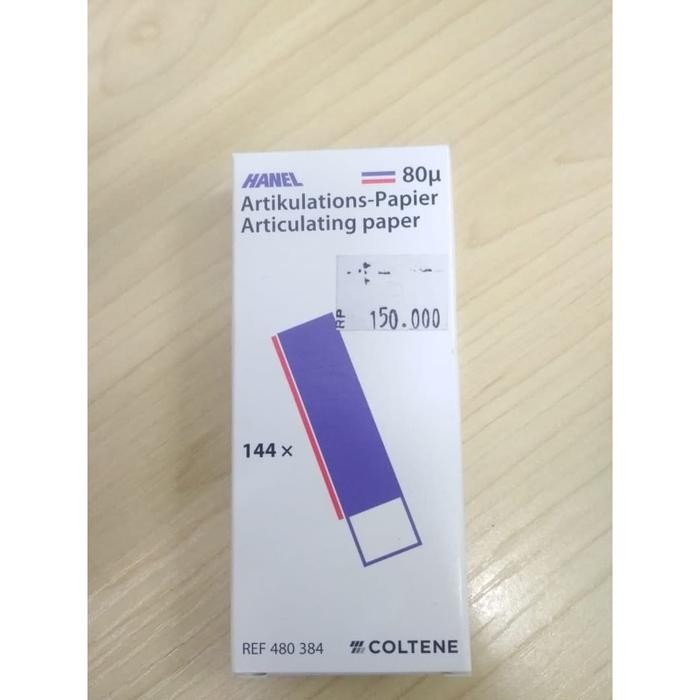 HANEL
80µ
Artikulations-Papier
Articulating paper
RP 150.000
144 ×
REF 480 384
COLTENE